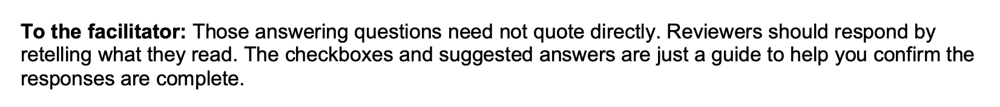 To the facilitator: Those answering questions need not quote directly. Reviewers should respond by
retelling what they read. The checkboxes and suggested answers are just a guide to help you confirm the
responses are complete.